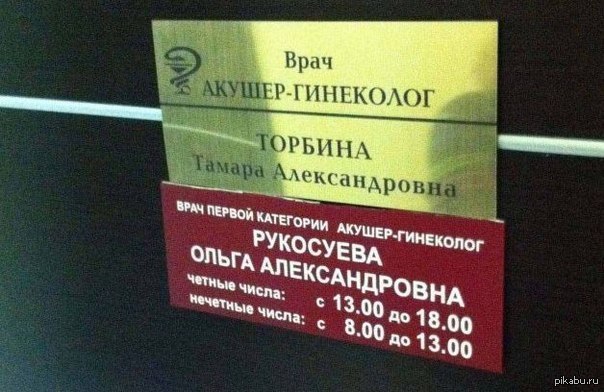 Врач
АКУШЕР-ГИНЕКОЛОГ
ТОРБИНА
Тамара Александровна
ВРАЧ ПЕРВОЙ КАТЕГОРИИ АКУШЕР-ГИНЕКОЛОГ
РУКОСУЕВА
ОЛЬГА АЛЕКСАНДРОВНА
четные числа: с 13.00 до 18.00
нечетные числа: с 8.00 до 13.00
pikabu.ru